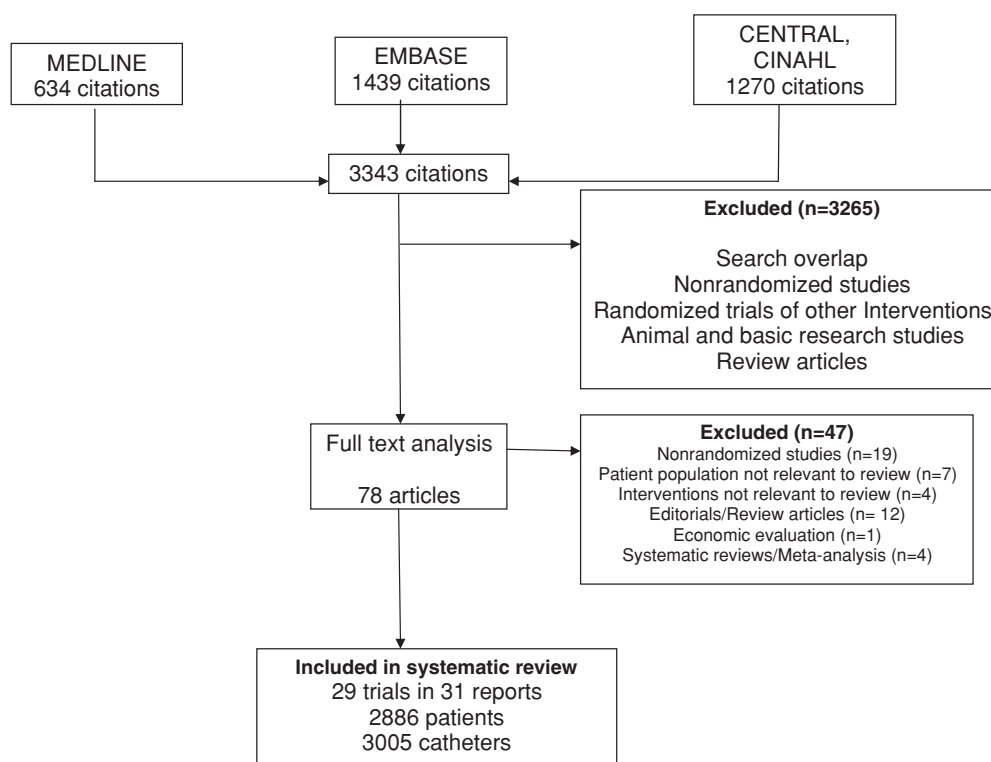 MEDLINE
634 citations
EMBASE
1439 citations
CENTRAL,
CINAHL
1270 citations
3343 citations
Excluded (n=3265)
Search overlap
Nonrandomized studies
Randomized trials of other Interventions
Animal and basic research studies
Review articles
Full text analysis
78 articles
Excluded (n=47)
Nonrandomized studies (n=19)
Patient population not relevant to review (n=7)
Interventions not relevant to review (n=4)
Editorials/Review articles (n= 12)
Economic evaluation (n=1)
Systematic reviews/Meta-analysis (n=4)
Included in systematic review
29 trials in 31 reports
2886 patients
3005 catheters